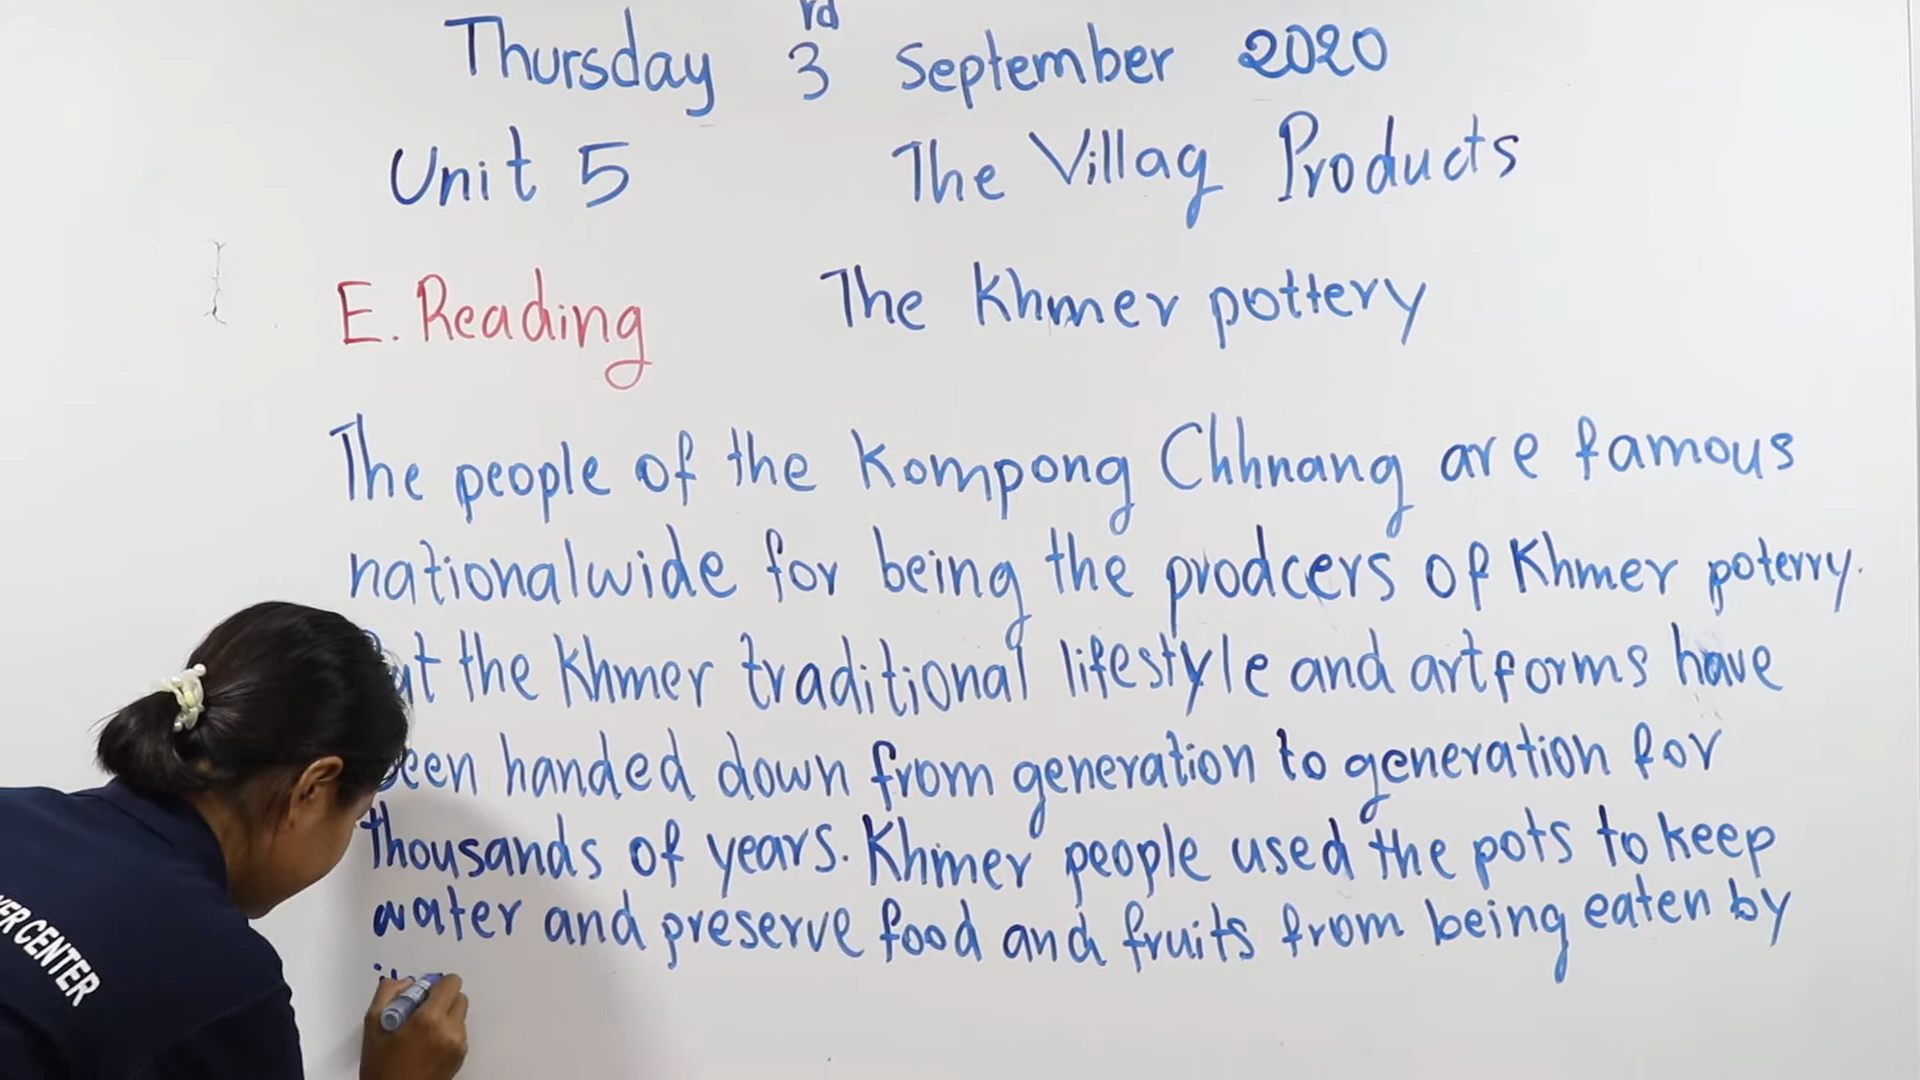 Thursday 3rd September 2020
Unit 5 The Villag Products
E. Reading The Khmer pottery
The people of the Kompong Chhnang are famous
nationalwide for being the prodcers of Khmer poterry.
the Khmer traditional lifestyle and artforms have
been handed down from generation to generation for
thousands of years. Khmer people used the pots to keep
water and preserve food and fruits from being eaten by
CENTER